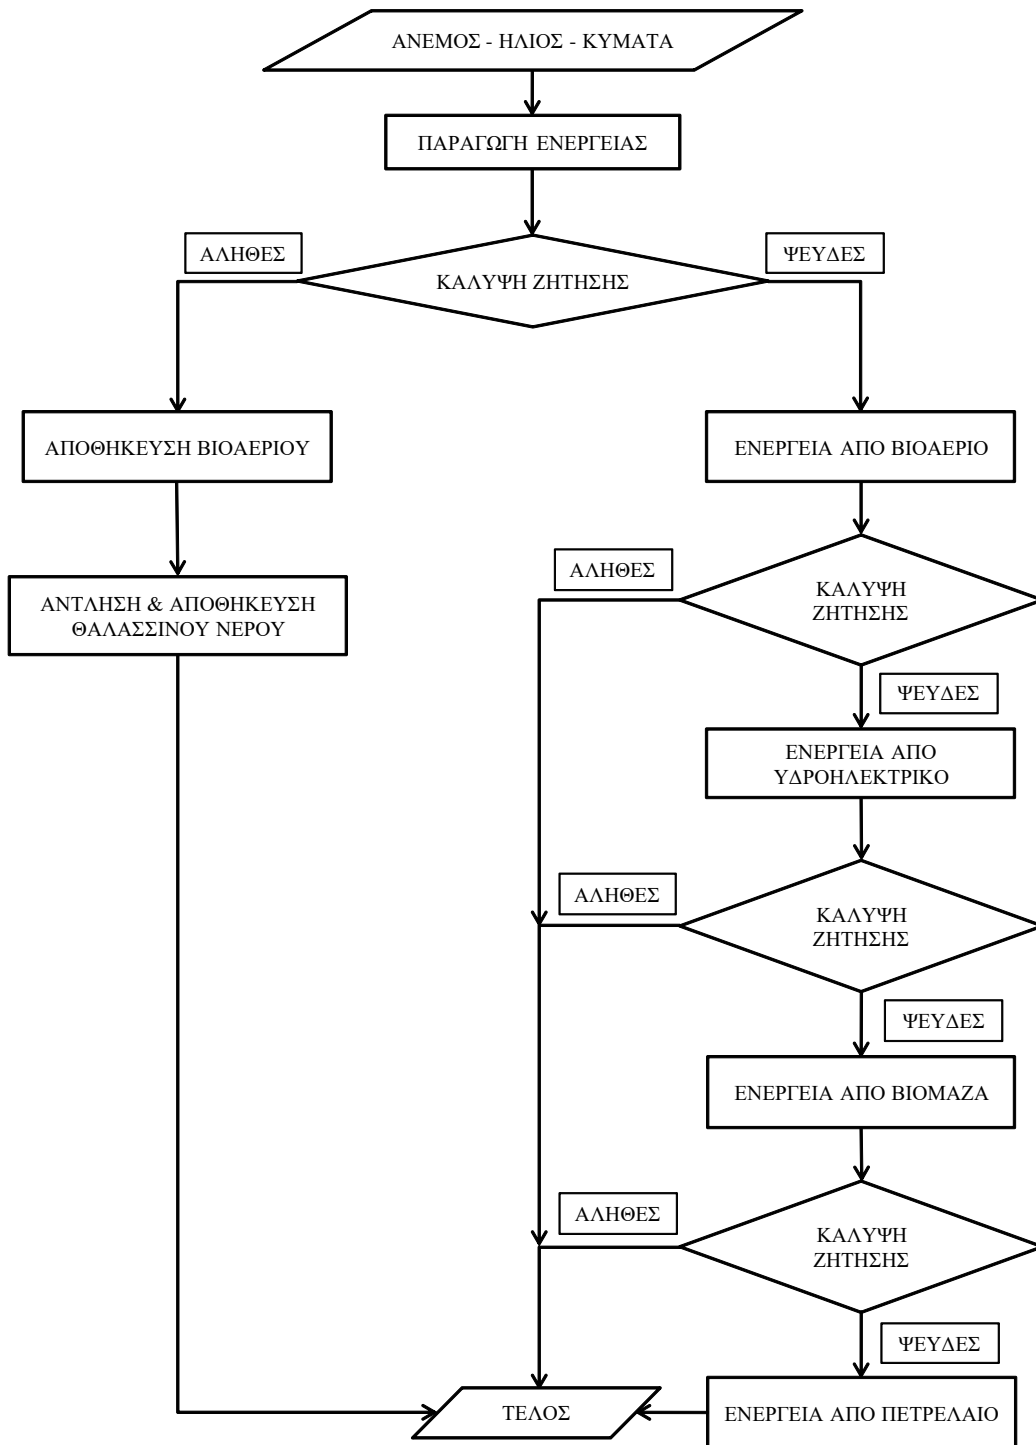 ΑΝΕΜΟΣ - ΗΛΙΟΣ - ΚΥΜΑΤΑ
ΠΑΡΑΓΩΓΗ ΕΝΕΡΓΕΙΑΣ
ΑΛΗΘΕΣ
ΨΕΥΔΕΣ
ΚΑΛΥΨΗ ΖΗΤΗΣΗΣ
ΑΠΟΘΗΚΕΥΣΗ ΒΙΟΑΕΡΙΟΥ
ΕΝΕΡΓΕΙΑ ΑΠΟ ΒΙΟΑΕΡΙΟ
ΑΛΗΘΕΣ
ΑΝΤΛΗΣΗ & ΑΠΟΘΗΚΕΥΣΗ
ΘΑΛΑΣΣΙΝΟΥ ΝΕΡΟΥ
ΚΑΛΥΨΗ
ΖΗΤΗΣΗΣ
ΨΕΥΔΕΣ
ΕΝΕΡΓΕΙΑ ΑΠΟ
ΥΔΡΟΗΛΕΚΤΡΙΚΟ
ΑΛΗΘΕΣ
ΚΑΛΥΨΗ
ΖΗΤΗΣΗΣ
ΨΕΥΔΕΣ
ΕΝΕΡΓΕΙΑ ΑΠΟ ΒΙΟΜΑΖΑ
ΑΛΗΘΕΣ
ΚΑΛΥΨΗ
ΖΗΤΗΣΗΣ
ΨΕΥΔΕΣ
ΤΕΛΟΣ
ΕΝΕΡΓΕΙΑ ΑΠΟ ΠΕΤΡΕΛΑΙΟ